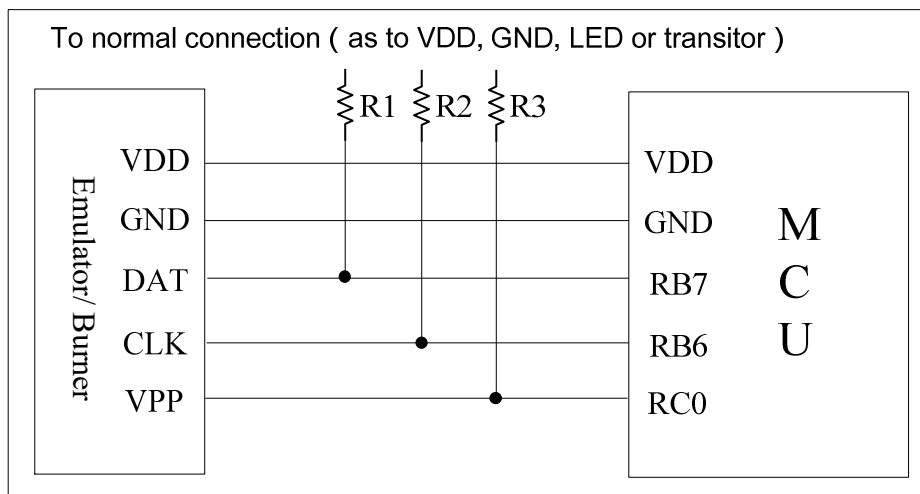 To normal connection ( as to VDD, GND, LED or transitor )
R1 R2 R3
Emulator/ Burner
VDD
GND
DAT
CLK
VPP
VDD
GND
RB7
RB6
RC0
M
C
U